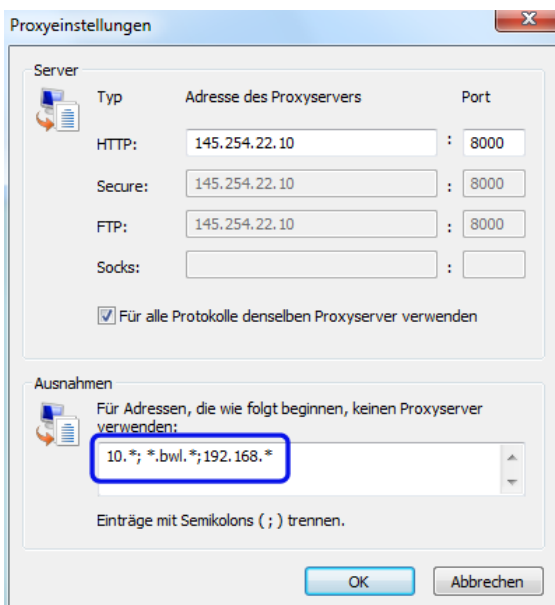 Proxyeinstellungen
Server
Typ Adresse des Proxyservers Port
HTTP: 145.254.22.10 : 8000
Secure: 145.254.22.10 : 8000
FTP: 145.254.22.10 : 8000
Socks: :
Für alle Protokolle denselben Proxyserver verwenden
Ausnahmen
Für Adressen, die wie folgt beginnen, keinen Proxyserver
verwenden:
10.*; *.bwl.*;192.168.*
Einträge mit Semikolons ( ; ) trennen.
OK Abbrechen